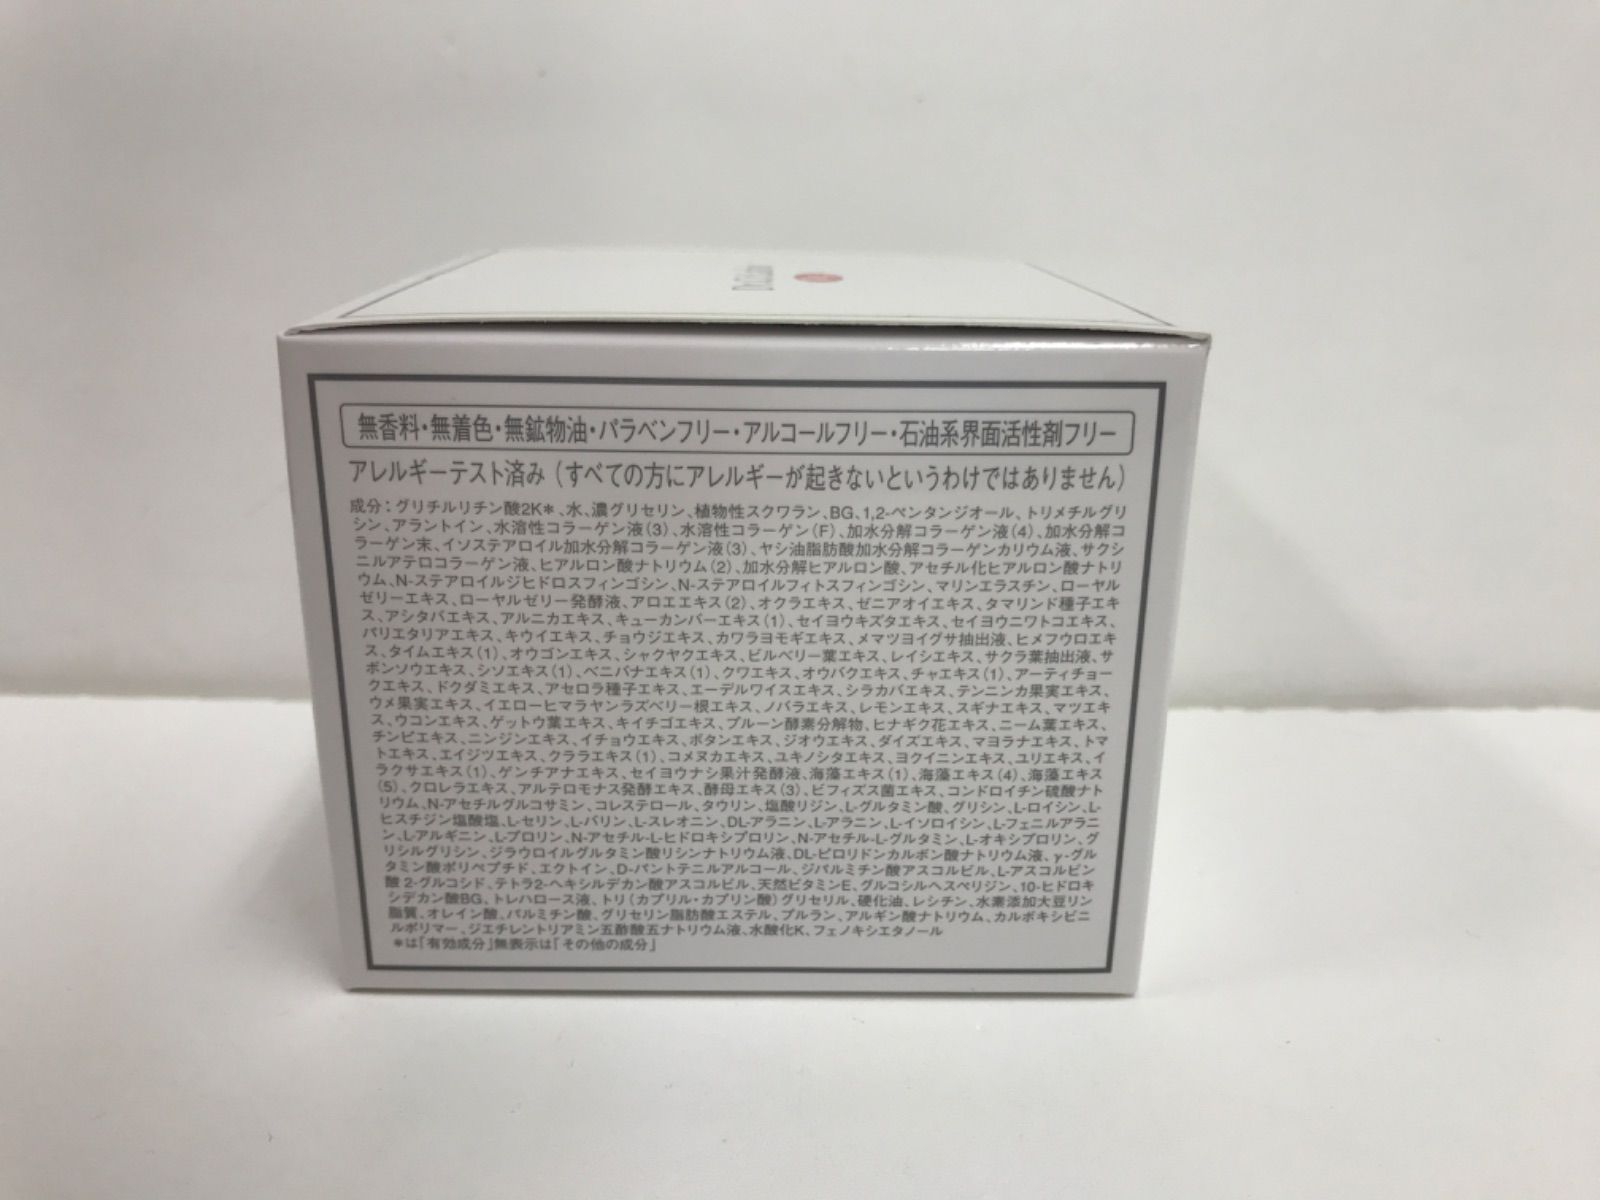 無香料・無着色・無鉱物油・パラベンフリー・アルコールフリー・石油系界面活性剤フリー
アレルギーテスト済み（すべての方にアレルギーが起きないというわけではありません）
成分：グリチルリチン酸2K*、水、濃グリセリン、植物性スクワラン、BG、1,2-ペンタンジオール、トリメチルグリ
シン、アラントイン、水溶性コラーゲン液（3）、水溶性コラーゲン（F）、加水分解コラーゲン液（4）、加水分解コ
ラーゲン末、イソステアロイル加水分解コラーゲン液（3）、ヤシ油脂肪酸加水分解コラーゲンカリウム液、サクシ
ニルアテロコラーゲン液、ヒアルロン酸ナトリウム（2）、加水分解ヒアルロン酸、アセチル化ヒアルロン酸ナトリ
ウム、N-ステアロイルジヒドロスフィンゴシン、N-ステアロイルフィトスフィンゴシン、マリンエラスチン、ローヤル
ゼリーエキス、ローヤルゼリー発酵液、アロエエキス（2）、オクラエキス、ゼニアオイエキス、タマリンド種子エキ
ス、アシタバエキス、アルニカエキス、キューカンバーエキス（1）、セイヨウキズタエキス、セイヨウニワトコエキス、
パリエタリアエキス、キウイエキス、チョウジエキス、カワラヨモギエキス、メマツヨイグサ抽出液、ヒメフウロエキ
ス、タイムエキス（1）、オウゴンエキス、シャクヤクエキス、ビルベリー葉エキス、レイシエキス、サクラ葉抽出液、サ
ボンソウエキス、シソエキス（1）、ベニバナエキス（1）、クワエキス、オウバクエキス、チャエキス（1）、アーティチョー
クエキス、ドクダミエキス、アセロラ種子エキス、エーデルワイスエキス、シラカバエキス、テンニンカ果実エキス、
ウメ果実エキス、イエローヒマラヤンラズベリー根エキス、ノバラエキス、レモンエキス、スギナエキス、マツエキ
ス、ウコンエキス、ゲットウ葉エキス、キイチゴエキス、プルーン酵素分解物、ヒナギク花エキス、ニーム葉エキス、
チンピエキス、ニンジンエキス、イチョウエキス、ボタンエキス、ジオウエキス、ダイズエキス、マヨラナエキス、トマ
トエキス、エイジツエキス、クララエキス（1）、コメヌカエキス、ユキノシタエキス、ヨクイニンエキス、ユリエキス、イ
ラクサエキス（1）、ゲンチアナエキス、セイヨウナシ果汁発酵液、海藻エキス（1）、海藻エキス（4）、海藻エキス
（5）、クロレラエキス、アルテロモナス発酵エキス、酵母エキス（3）、ビフィズス菌エキス、コンドロイチン硫酸ナト
リウム、N-アセチルグルコサミン、コレステロール、タウリン、塩酸リジン、L-グルタミン酸、グリシン、L-ロイシン、L-
ヒスチジン塩酸塩、L-セリン、L-バリン、L-スレオニン、DL-アラニン、L-アラニン、L-イソロイシン、L-フェニルアラニ
ン、L-アルギニン、L-プロリン、N-アセチル-L-ヒドロキシプロリン、N-アセチル-L-グルタミン、L-オキシプロリン、グ
リシルグリシン、ジラウロイルグルタミン酸リシンナトリウム液、DL-ピロリドンカルボン酸ナトリウム液、γ-グル
タミン酸ポリペプチド、エクトイン、D-パントテニルアルコール、ジパルミチン酸アスコルビル、L-アスコルビン
酸 2-グルコシド、テトラ2-ヘキシルデカン酸アスコルビル、天然ビタミンE、グルコシルヘスペリジン、10-ヒドロキ
シデカン酸BG、トレハロース液、トリ（カプリル・カプリン酸）グリセリル、硬化油、レシチン、水素添加大豆リン
脂質、オレイン酸、パルミチン酸、グリセリン脂肪酸エステル、プルラン、アルギン酸ナトリウム、カルボキシビニ
ルポリマー、ジエチレントリアミン五酢酸五ナトリウム液、水酸化K、フェノキシエタノール
*は「有効成分」無表示は「その他の成分」